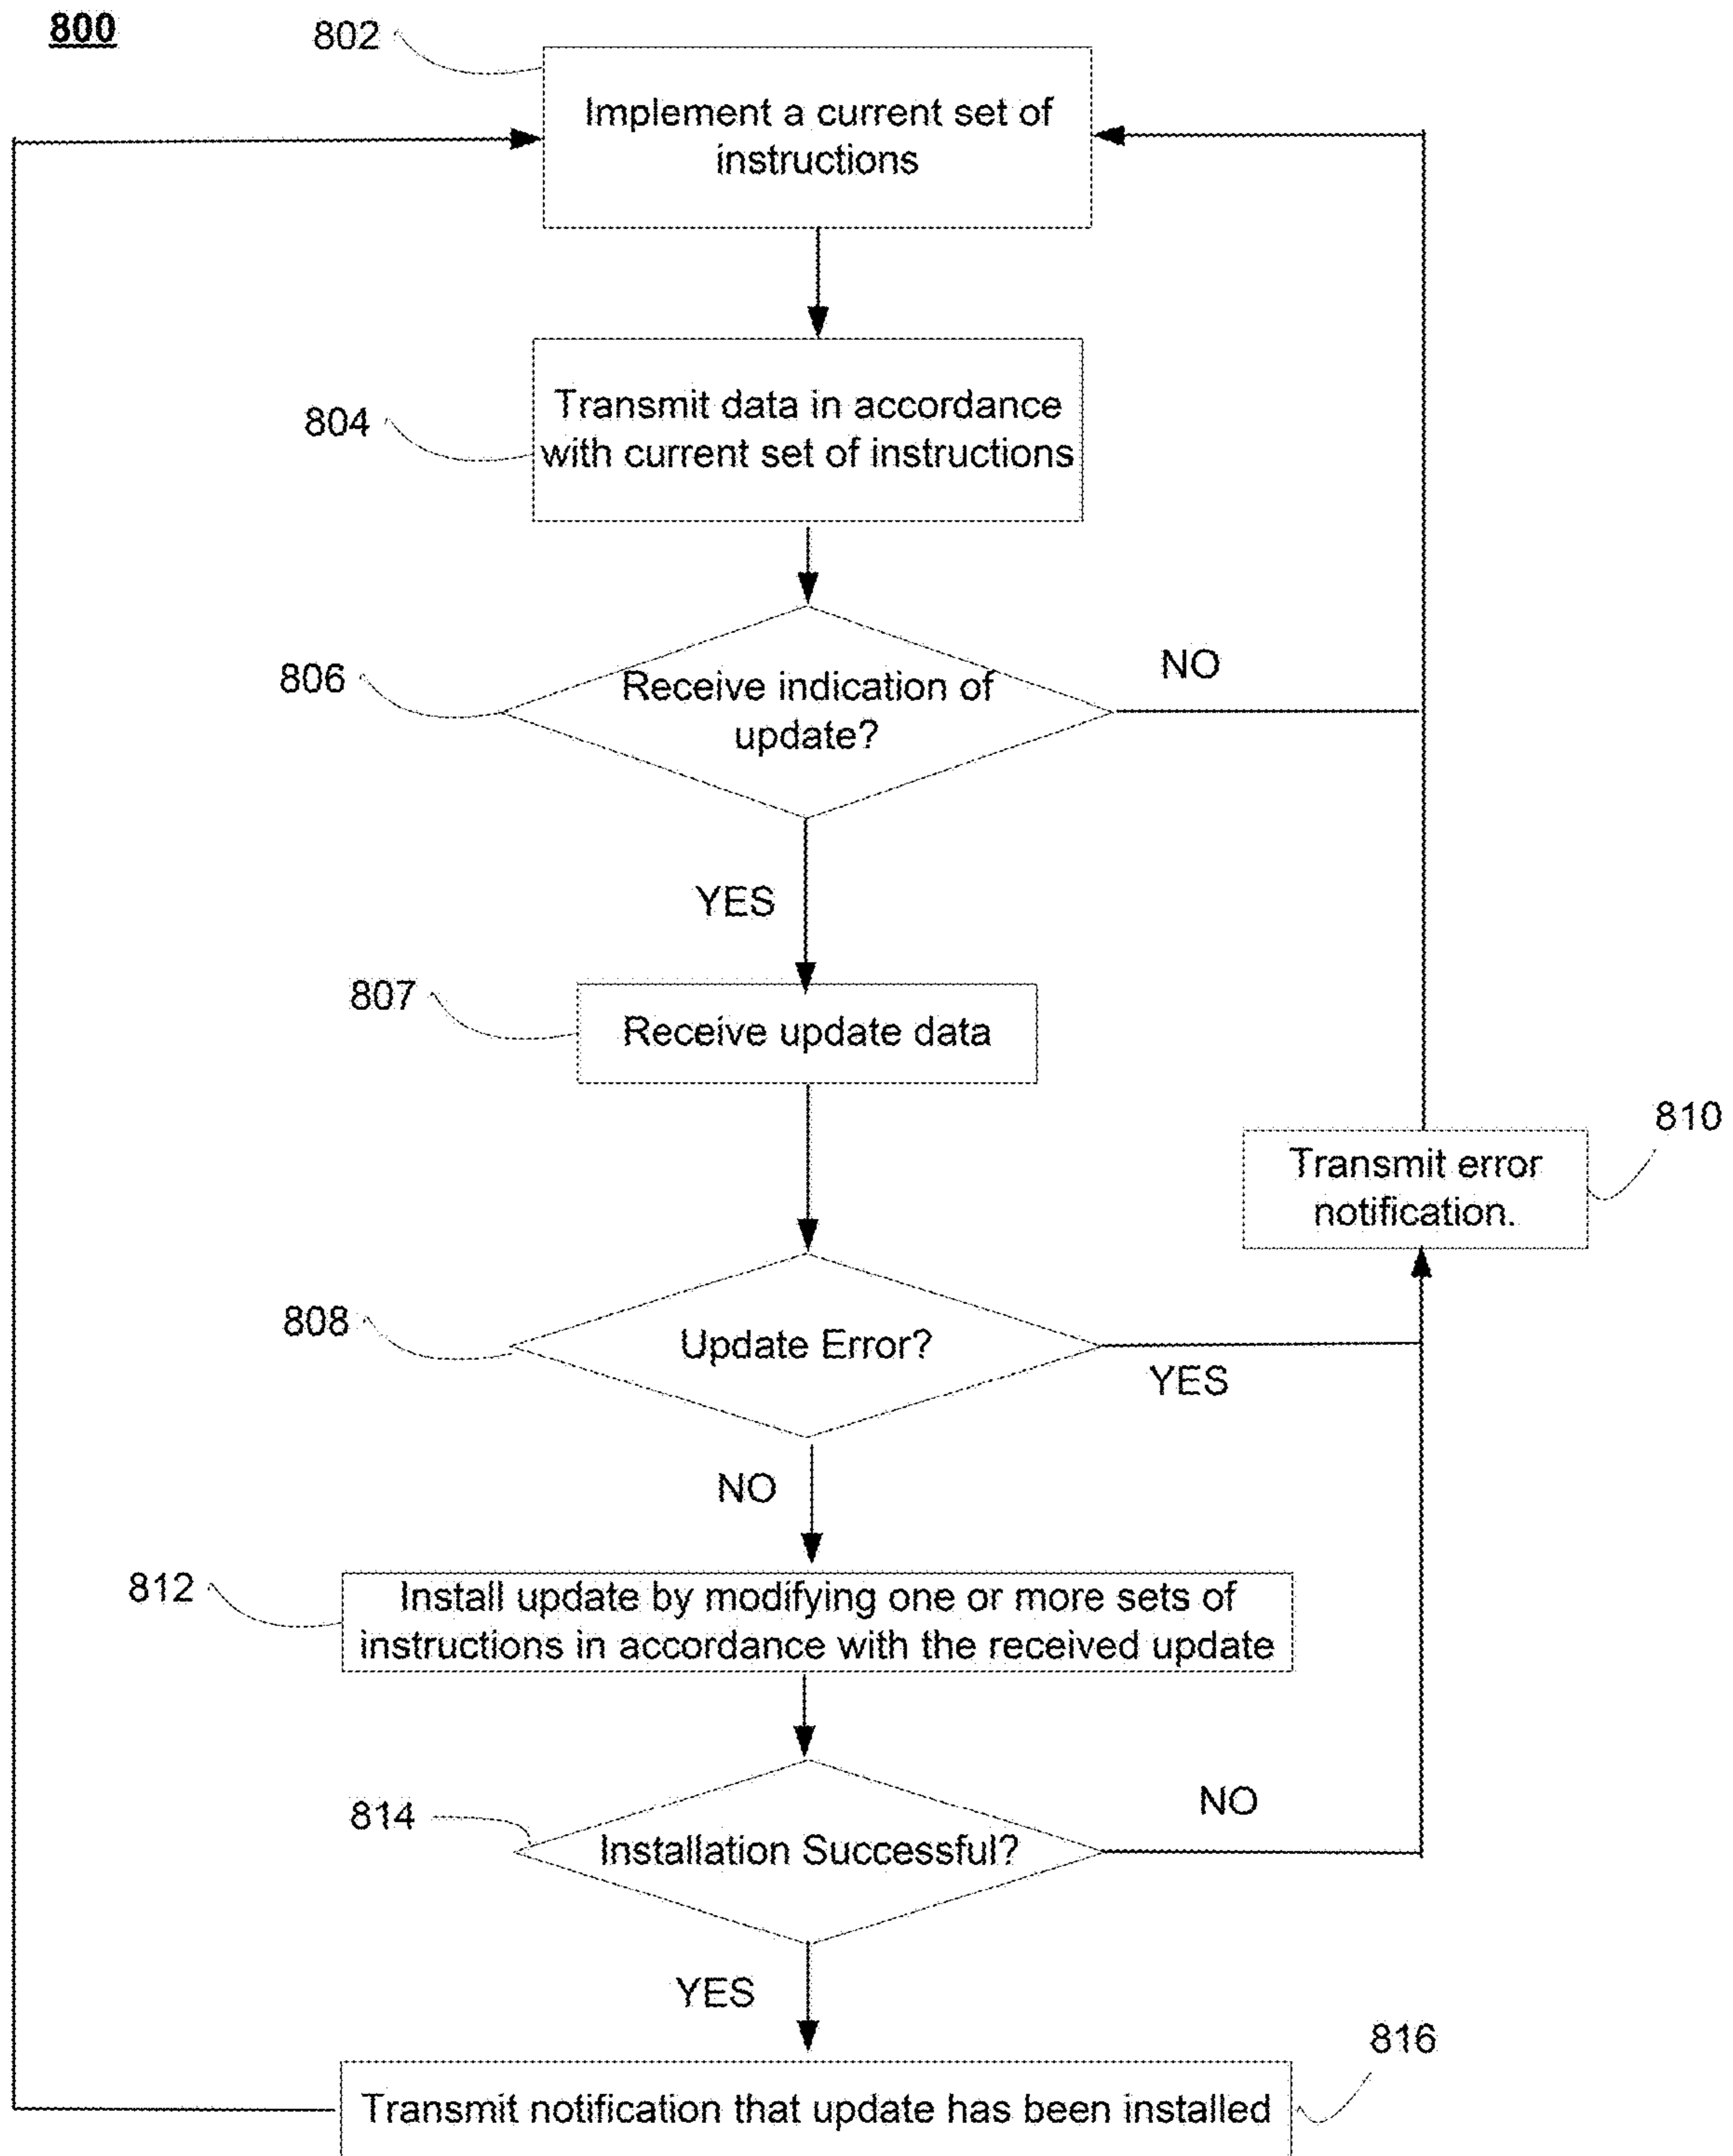 800
802
Implement a current set of
instructions
804
Transmit data in accordance
with current set of instructions
806
Receive indication of
update?
NO
YES
807
Receive update data
810
Transmit error
notification.
808
Update Error?
YES
NO
812
Install update by modifying one or more sets of
instructions in accordance with the received update
814
Installation Successful?
NO
YES
816
Transmit notification that update has been installed